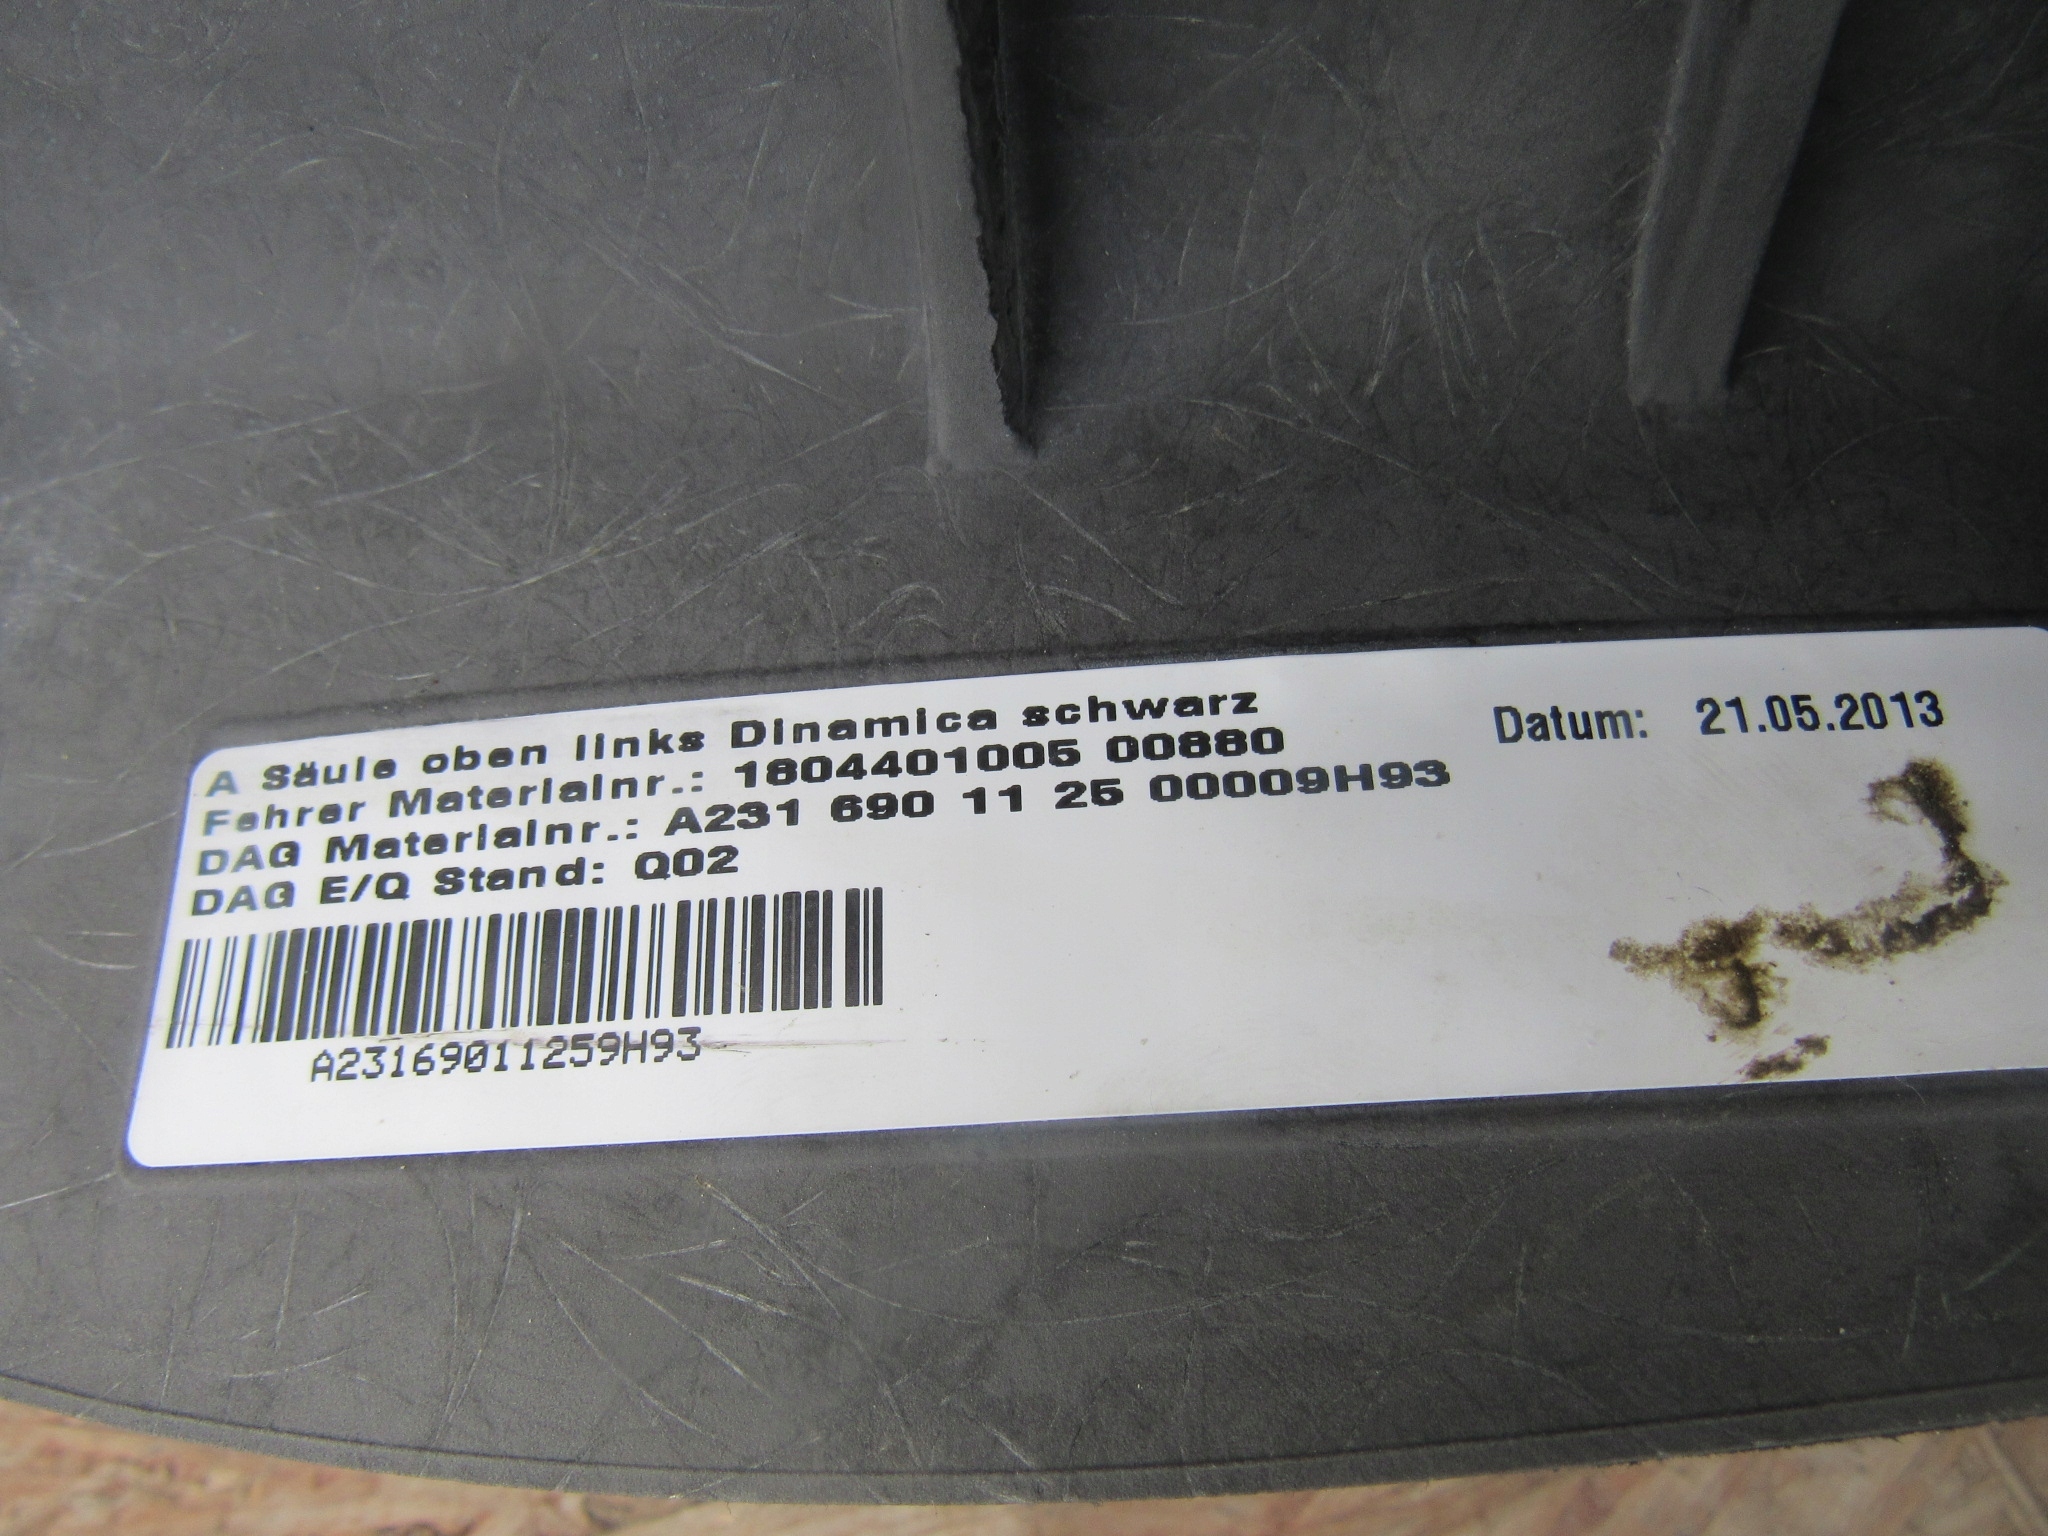 A Säule oben links Dinamica schwarz
Fehrer Materialnr.: 1804401005 00880
DAG Materialnr.: A231 690 11 25 00009H93
DAG E/Q Stand: Q02
Datum: 21.05.2013
A23169011259H93